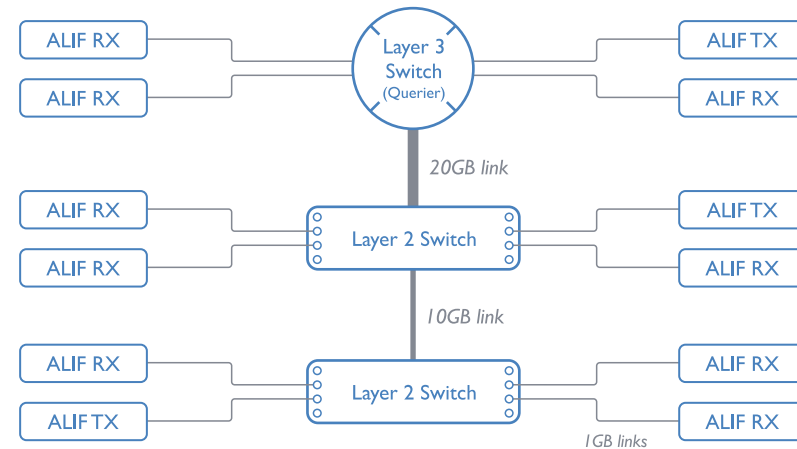 ALIF RX
Layer 3
Switch
(Querier)
ALIF TX
ALIF RX
ALIF RX
20GB link
ALIF RX
Layer 2 Switch
ALIF TX
ALIF RX
ALIF RX
10GB link
ALIF RX
Layer 2 Switch
ALIF RX
ALIF TX
ALIF RX
1GB links